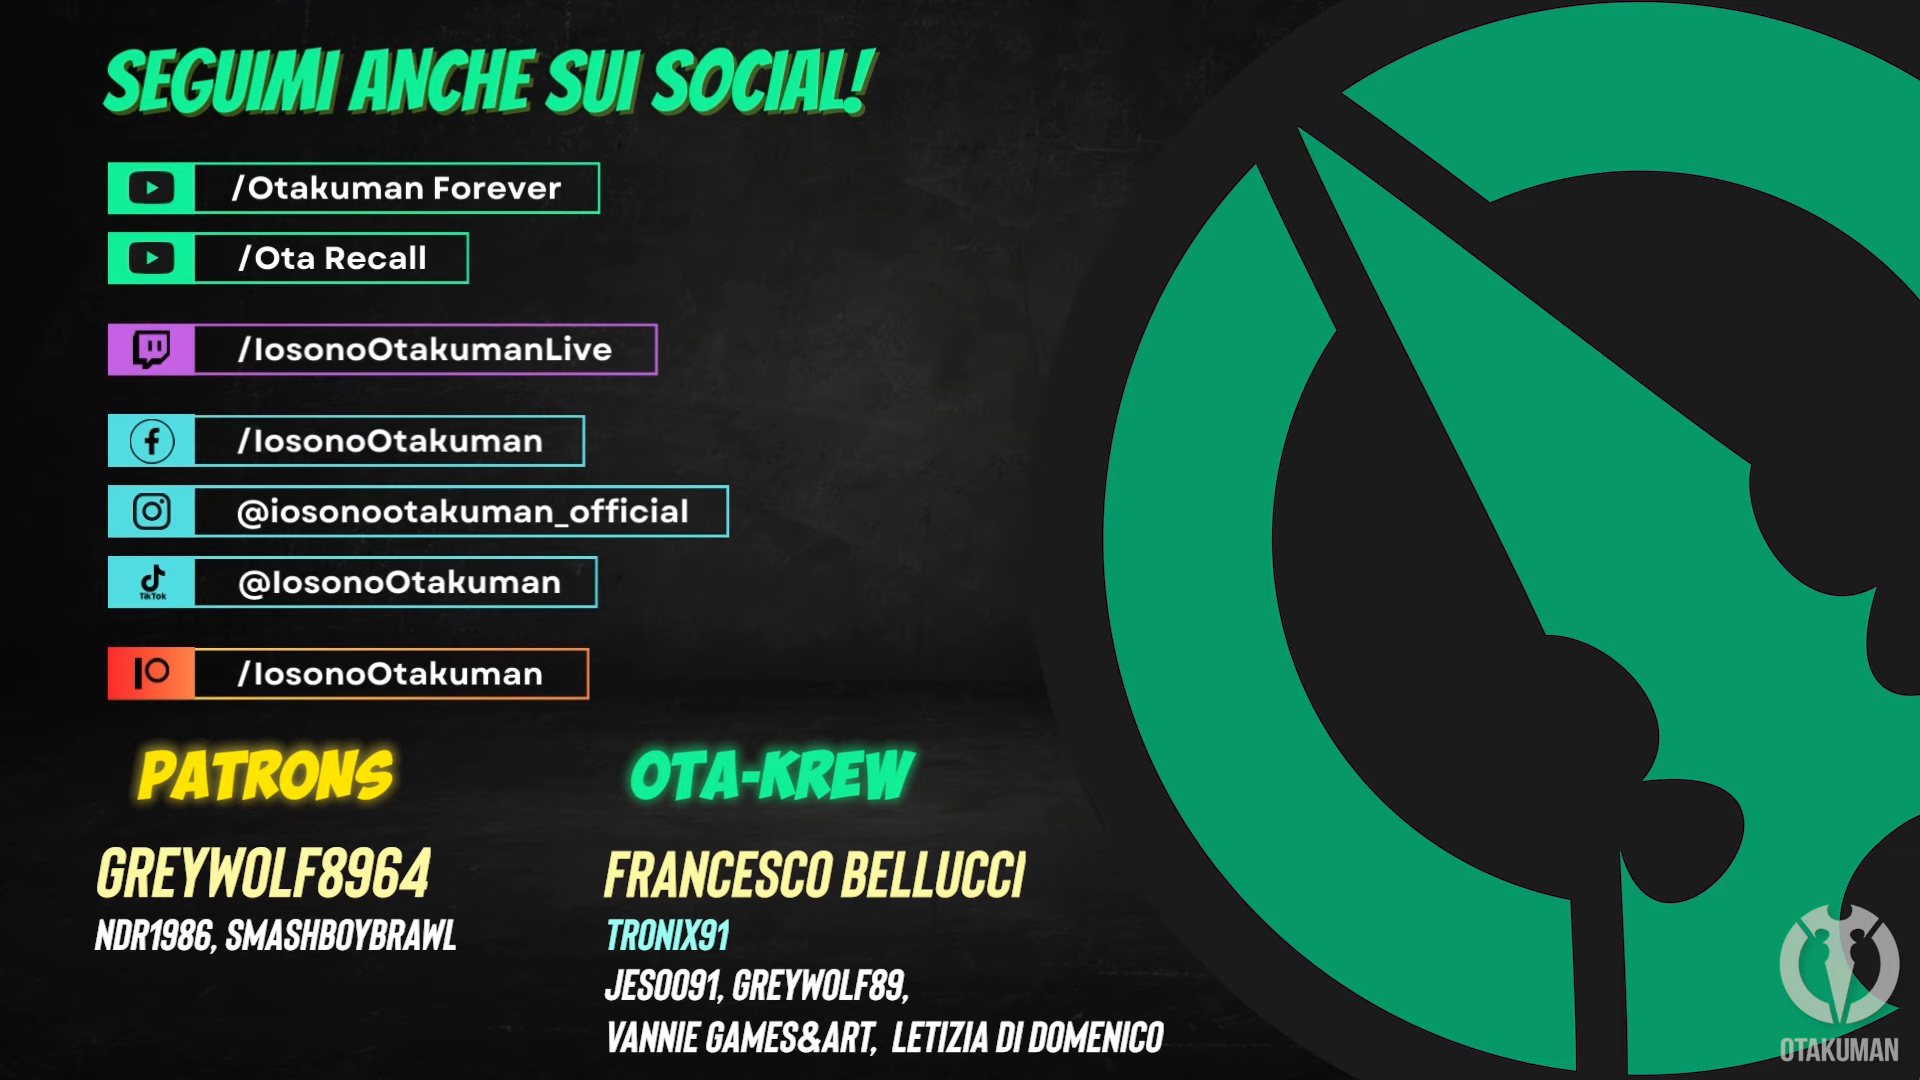 SEGUIMI ANCHE SUI SOCIAL!
/Otakuman Forever
/Ota Recall
/IosonoOtakumanLive
/IosonoOtakuman
@iosonootakuman_official
TikTok
@IosonoOtakuman
/IosonoOtakuman
PATRONS
GREYWOLF8964
NDR1986, SMASHBOYBRAWL
OTA-KREW
FRANCESCO BELLUCCI
TRONIX91
JESOO91, GREYWOLF89,
VANNIE GAMES&ART, LETIZIA DI DOMENICO
OTAKUMAN